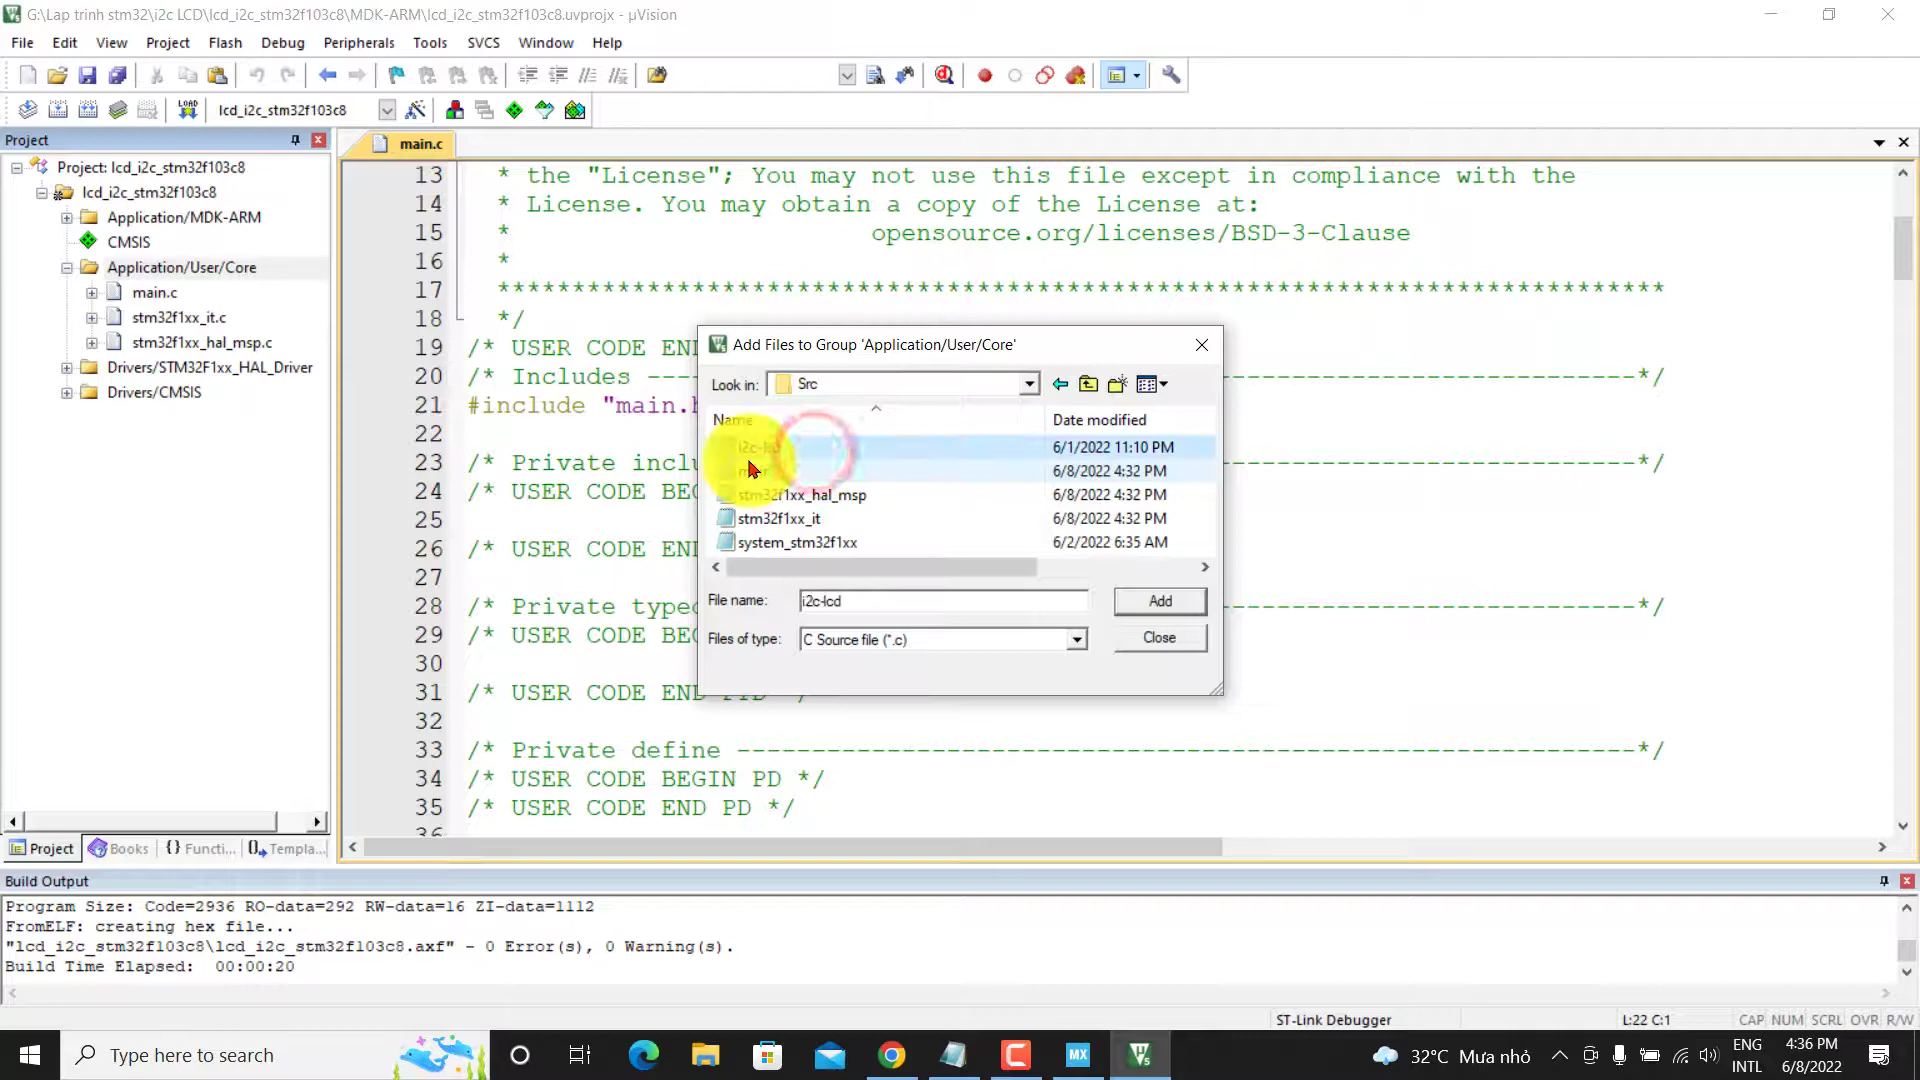 G:\Lap trinh stm32\i2c LCD\lcd_i2c_stm32f103c8\MDK-ARM\lcd_i2c_stm32f103c8.uvprojx - µVision
File Edit View Project Flash Debug Peripherals Tools SVCS Window Help
LOAD lcd_i2c_stm32f103c8
Project
Project: lcd_i2c_stm32f103c8
lcd_i2c_stm32f103c8
Application/MDK-ARM
CMSIS
Application/User/Core
main.c
stm32f1xx_it.c
stm32f1xx_hal_msp.c
Drivers/STM32F1xx_HAL_Driver
Drivers/CMSIS
Project Books {} Functi... Templa...
main.c
13 * the "License"; You may not use this file except in compliance with the
14 * License. You may obtain a copy of the License at:
15 * opensource.org/licenses/BSD-3-Clause
16 *
17 ******************************************************************************
18 */
19 /* USER CODE END
20 /* Includes ------------------------------------------------------------------*/
21 #include "main.h
22
23 /* Private inclu ----------------------------------*/
24 /* USER CODE BEG
25
26 /* USER CODE END
27
28 /* Private typed ----------------------------------*/
29 /* USER CODE BEG
30
31 /* USER CODE END PTD */
32
33 /* Private define ------------------------------------------------------------*/
34 /* USER CODE BEGIN PD */
35 /* USER CODE END PD */
36
Add Files to Group 'Application/User/Core'
Look in: Src
Name Date modified
i2c-lcd 6/1/2022 11:10 PM
6/8/2022 4:32 PM
stm32f1xx_hal_msp 6/8/2022 4:32 PM
stm32f1xx_it 6/8/2022 4:32 PM
system_stm32f1xx 6/2/2022 6:35 AM
File name: i2c-lcd Add
Files of type: C Source file (*.c) Close
Build Output
Program Size: Code=2936 RO-data=292 RW-data=16 ZI-data=1112
FromELF: creating hex file...
"lcd_i2c_stm32f103c8\lcd_i2c_stm32f103c8.axf" - 0 Error(s), 0 Warning(s).
Build Time Elapsed: 00:00:20
ST-Link Debugger L:22 C:1 CAP NUM SCRL OVR R/W
Type here to search MX 32°C Mưa nhỏ ENG INTL 4:36 PM 6/8/2022